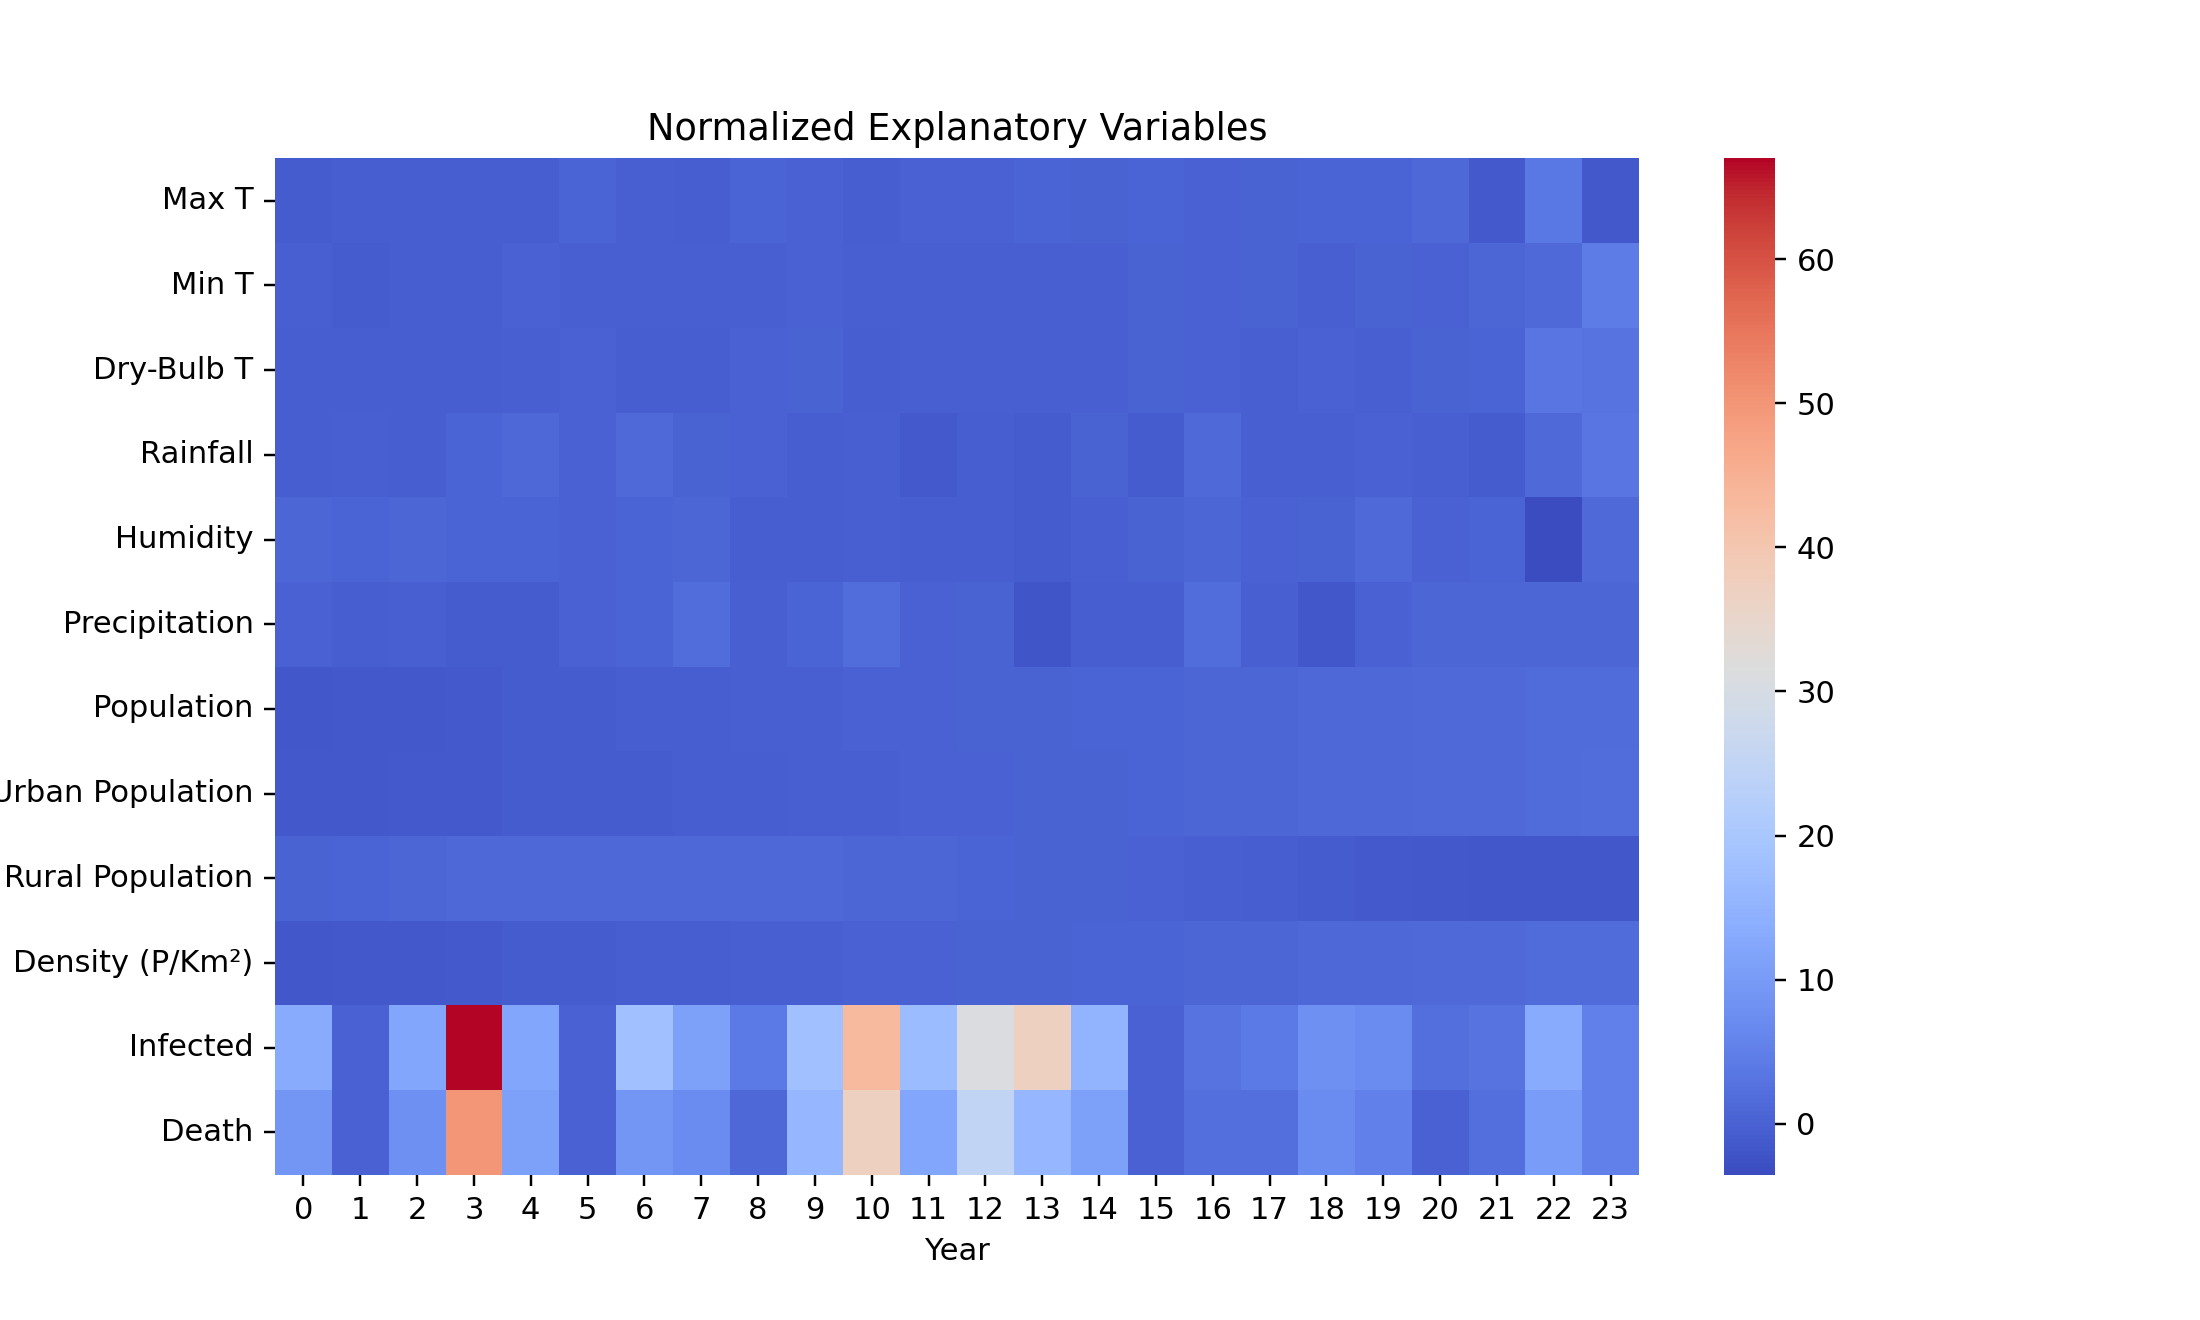 Normalized Explanatory Variables
Max T
Min T
Dry-Bulb T
Rainfall
Humidity
Precipitation
Population
Urban Population
Rural Population
Density (P/Km²)
Infected
Death
0 1 2 3 4 5 6 7 8 9 10 11 12 13 14 15 16 17 18 19 20 21 22 23
Year
60
50
40
30
20
10
0